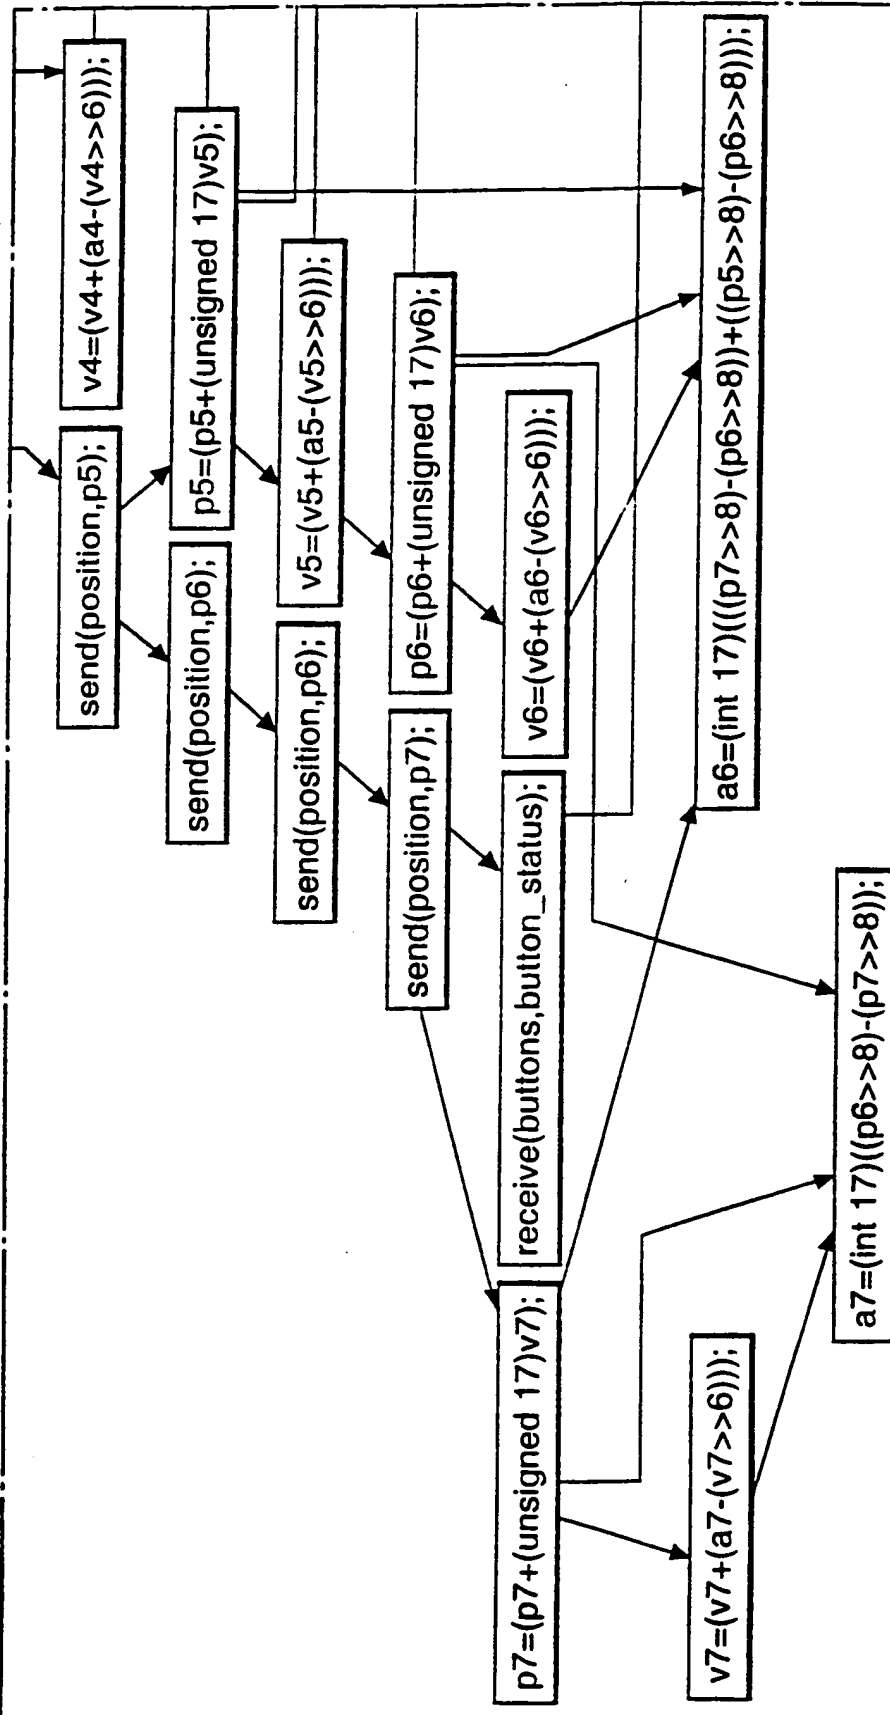 v4=(v4+(a4-(v4>>6)));
send(position,p5);
p5=(p5+(unsigned 17)v5);
send(position,p6);
v5=(v5+(a5-(v5>>6)));
send(position,p6);
p6=(p6+(unsigned 17)v6);
send(position,p7);
v6=(v6+(a6-(v6>>6)));
receive(buttons,button_status);
p7=(p7+(unsigned 17)v7);
a6=(int 17)(((p7>>8)-(p6>>8))+((p5>>8)-(p6>>8)));
v7=(v7+(a7-(v7>>6)));
a7=(int 17)((p6>>8)-(p7>>8));